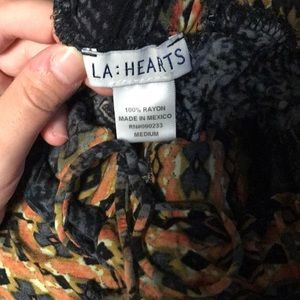 LA:HEARTS
100% RAYON
MADE IN MEXICO
RN#090233
MEDIUM